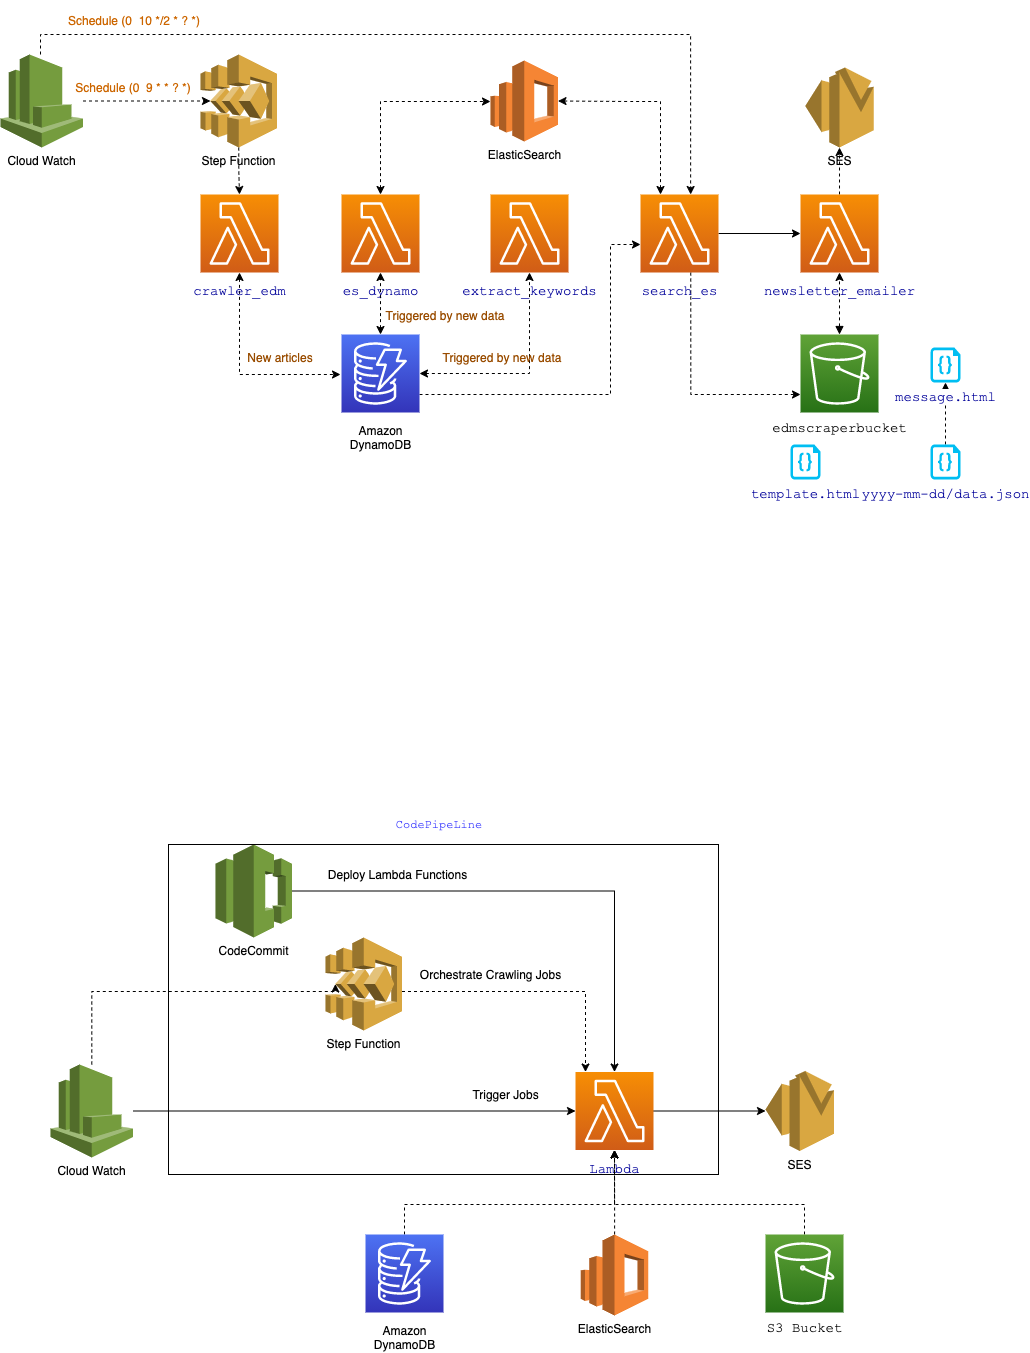 Schedule (0 10 */2 * ? *)
Schedule (0 9 * * ? *)
Cloud Watch
Step Function
ElasticSearch
SES
crawler_edm
es_dynamo
extract_keywords
search_es
newsletter_emailer
Triggered by new data
New articles
Triggered by new data
Amazon
DynamoDB
edmscraperbucket
message.html
template.html
yyyy-mm-dd/data.json
CodePipeLine
Deploy Lambda Functions
CodeCommit
Orchestrate Crawling Jobs
Step Function
Trigger Jobs
Cloud Watch
Lambda
SES
Amazon
DynamoDB
ElasticSearch
S3 Bucket